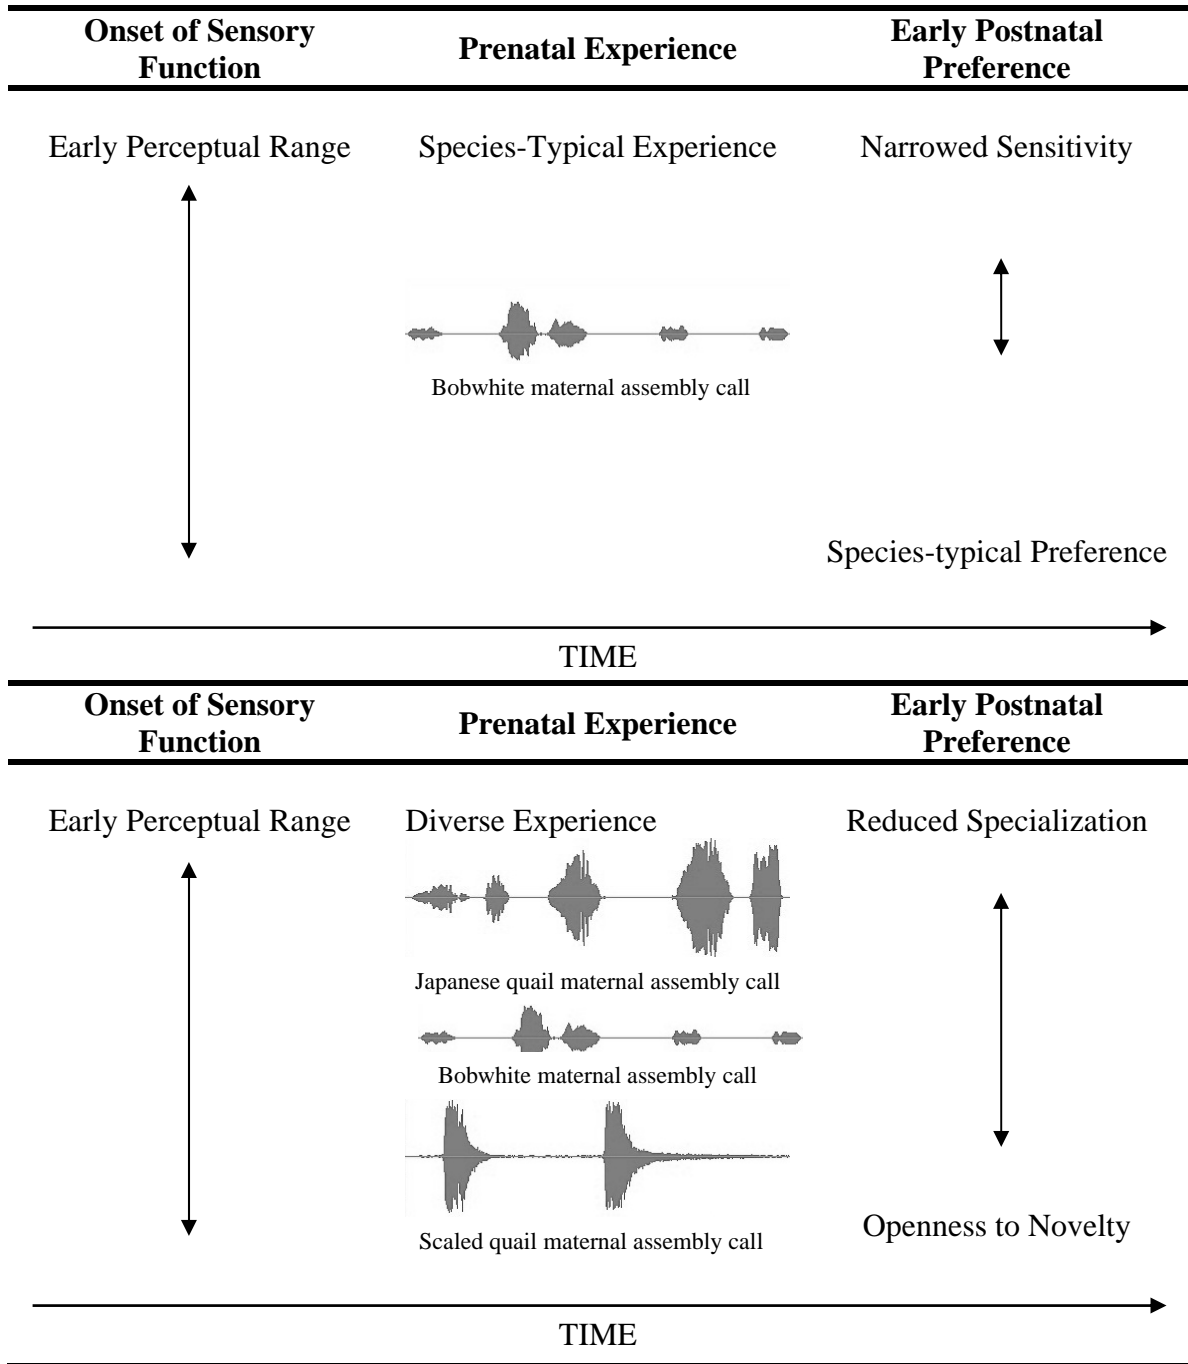 Onset of Sensory Function
Prenatal Experience
Early Postnatal Preference
Early Perceptual Range
Species-Typical Experience
Narrowed Sensitivity
Bobwhite maternal assembly call
Species-typical Preference
TIME
Onset of Sensory Function
Prenatal Experience
Early Postnatal Preference
Early Perceptual Range
Diverse Experience
Reduced Specialization
Japanese quail maternal assembly call
Bobwhite maternal assembly call
Openness to Novelty
Scaled quail maternal assembly call
TIME